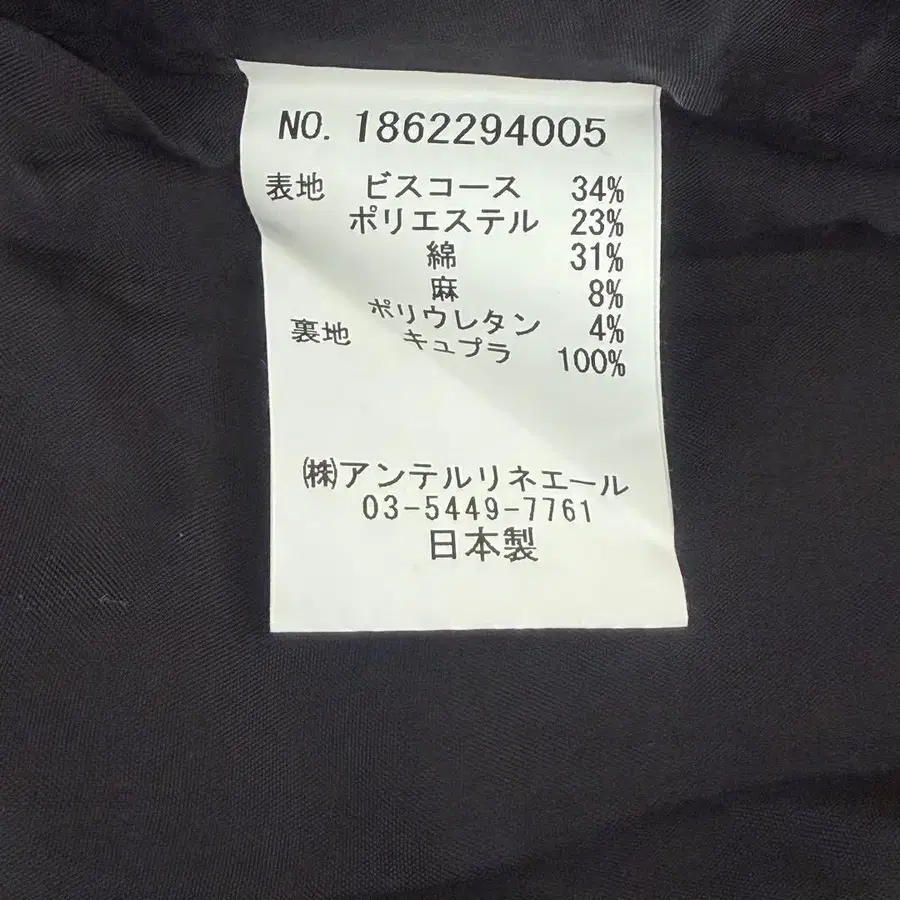 NO. 1862294005
表地 ビスコース 34%
ポリエステル 23%
綿 31%
麻 8%
ポリウレタン 4%
裏地 キュプラ 100%
㈱アンテルリネエール
03-5449-7761
日本製